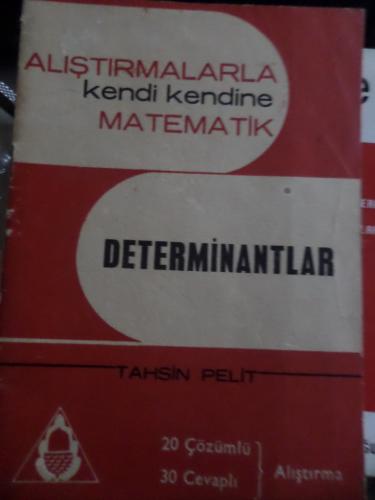 ALIŞTIRMALARLA
kendi kendine
MATEMATİK
DETERMİNANTLAR
TAHSİN PELİT
20 Çözümlü
30 Cevaplı
Alıştırma